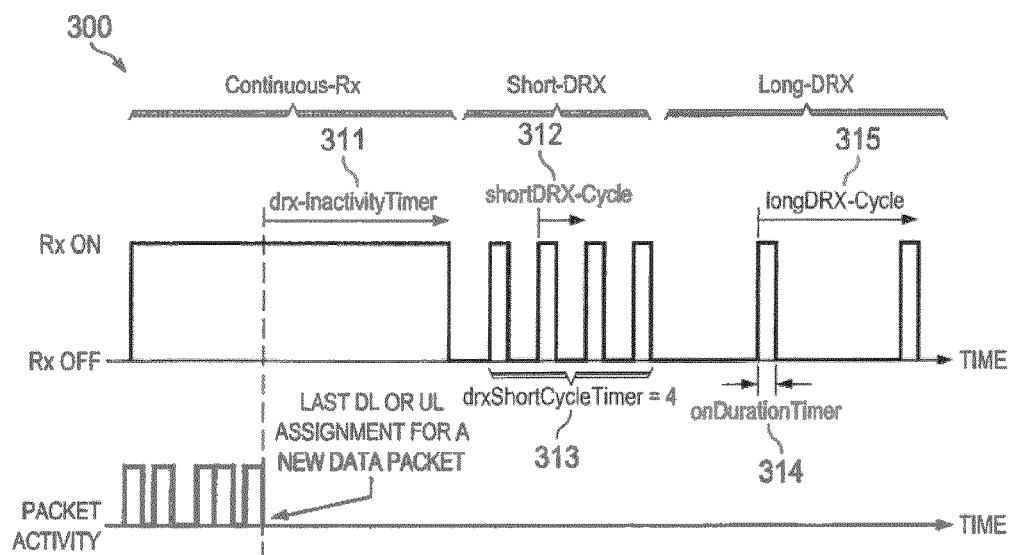 300
Continuous-Rx
Short-DRX
Long-DRX
311
312
315
drx-InactivityTimer
shortDRX-Cycle
longDRX-Cycle
Rx ON
Rx OFF
TIME
drxShortCycleTimer = 4
onDurationTimer
313
314
LAST DL OR UL
ASSIGNMENT FOR A
NEW DATA PACKET
PACKET
ACTIVITY
TIME